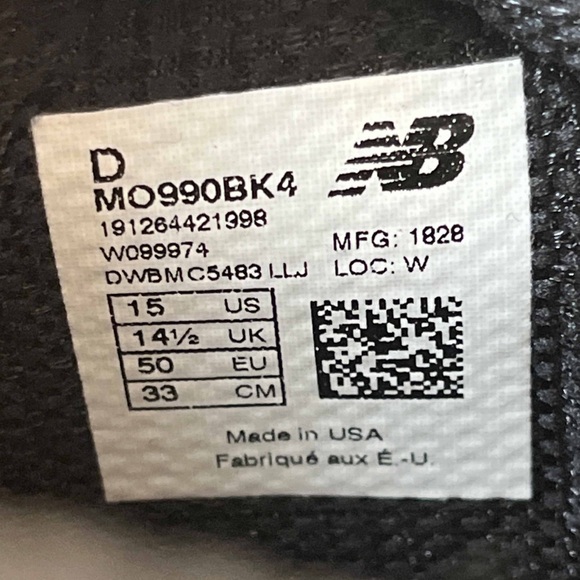 D
NB
MO990BK4
191264421998
W099974
MFG: 1828
DWBMC5483 LLJ
LOC: W
15 US
14½ UK
50 EU
33 CM
Made in USA
Fabriqué aux É.-U.